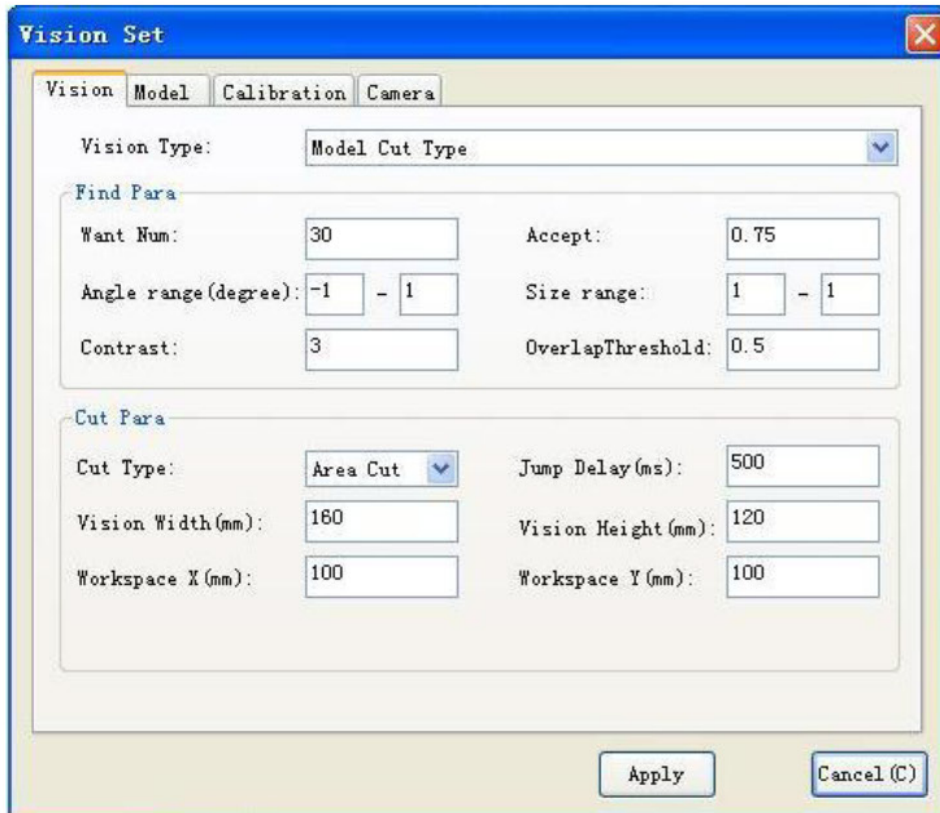 Vision Set
Vision Model Calibration Camera
Vision Type: Model Cut Type
Find Para
Want Num: 30 Accept: 0.75
Angle range(degree): -1 - 1 Size range: 1 - 1
Contrast: 3 OverlapThreshold: 0.5
Cut Para
Cut Type: Area Cut Jump Delay(ms): 500
Vision Width(mm): 160 Vision Height(mm): 120
Workspace X(mm): 100 Workspace Y(mm): 100
Apply Cancel(C)